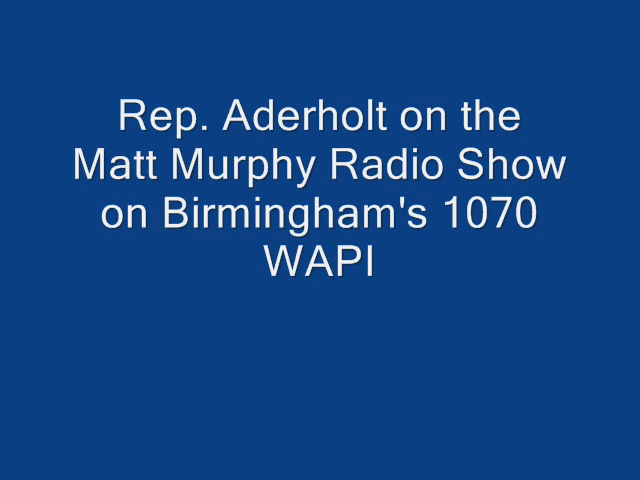 Rep. Aderholt on the
Matt Murphy Radio Show
on Birmingham's 1070
WAPI